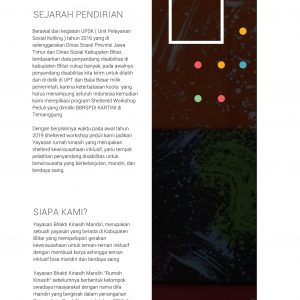 SEJARAH PENDIRIAN
Berawal dari kegiatan UPSK ( Unit Pelayanan
Sosial Keliling ) tahun 2016 yang di
selenggarakan Dinas Sosial Provinsi Jawa
Timur dan Dinas Sosial Kabupaten Blitar,
berdasarkan data penyandang disabilitas di
kabupaten Blitar cukup banyak, pada awalnya
penyandang disabilitas kita kirim untuk dilatih
dan di didik di UPT dan Balai Besar milik
pemerintah, karena keterbatasan kuota yang
harus menampung seluruh Indonesia kemudian
kami mereplikasi program Sheltered Workshop
Peduli yang dimiliki BBRSPDI KARTINI di
Temanggung.
Dengan berjalannya waktu pada awal tahun
2019 sheltered workshop peduli kami jadikan
Yayasan rumah kinasih yang merupakan
shelterd kewirausahaan inklusif, yaitu tempat
pelatihan penyandang disabilitas untuk
berwirausaha yang berkelanjutan, mandiri, dan
berdaya saing.
SIAPA KAMI?
Yayasan Bhakti Kinasih Mandiri, merupakan
sebuah yayasan yang berada di Kabupaten
Blitar yang mempelopori gerakan
kewirausahaan untuk teman-teman inklusif
dengan membuat karya sehingga teman
inklusif bisa mandiri dan berdaya saing.
Yayasan Bhakti Kinasih Mandiri "Rumah
Kinasih" sebelumnya berbentuk kelompok
swadaya masyarakat dengan nama difa
mandiri yang bergerak dalam penanganan